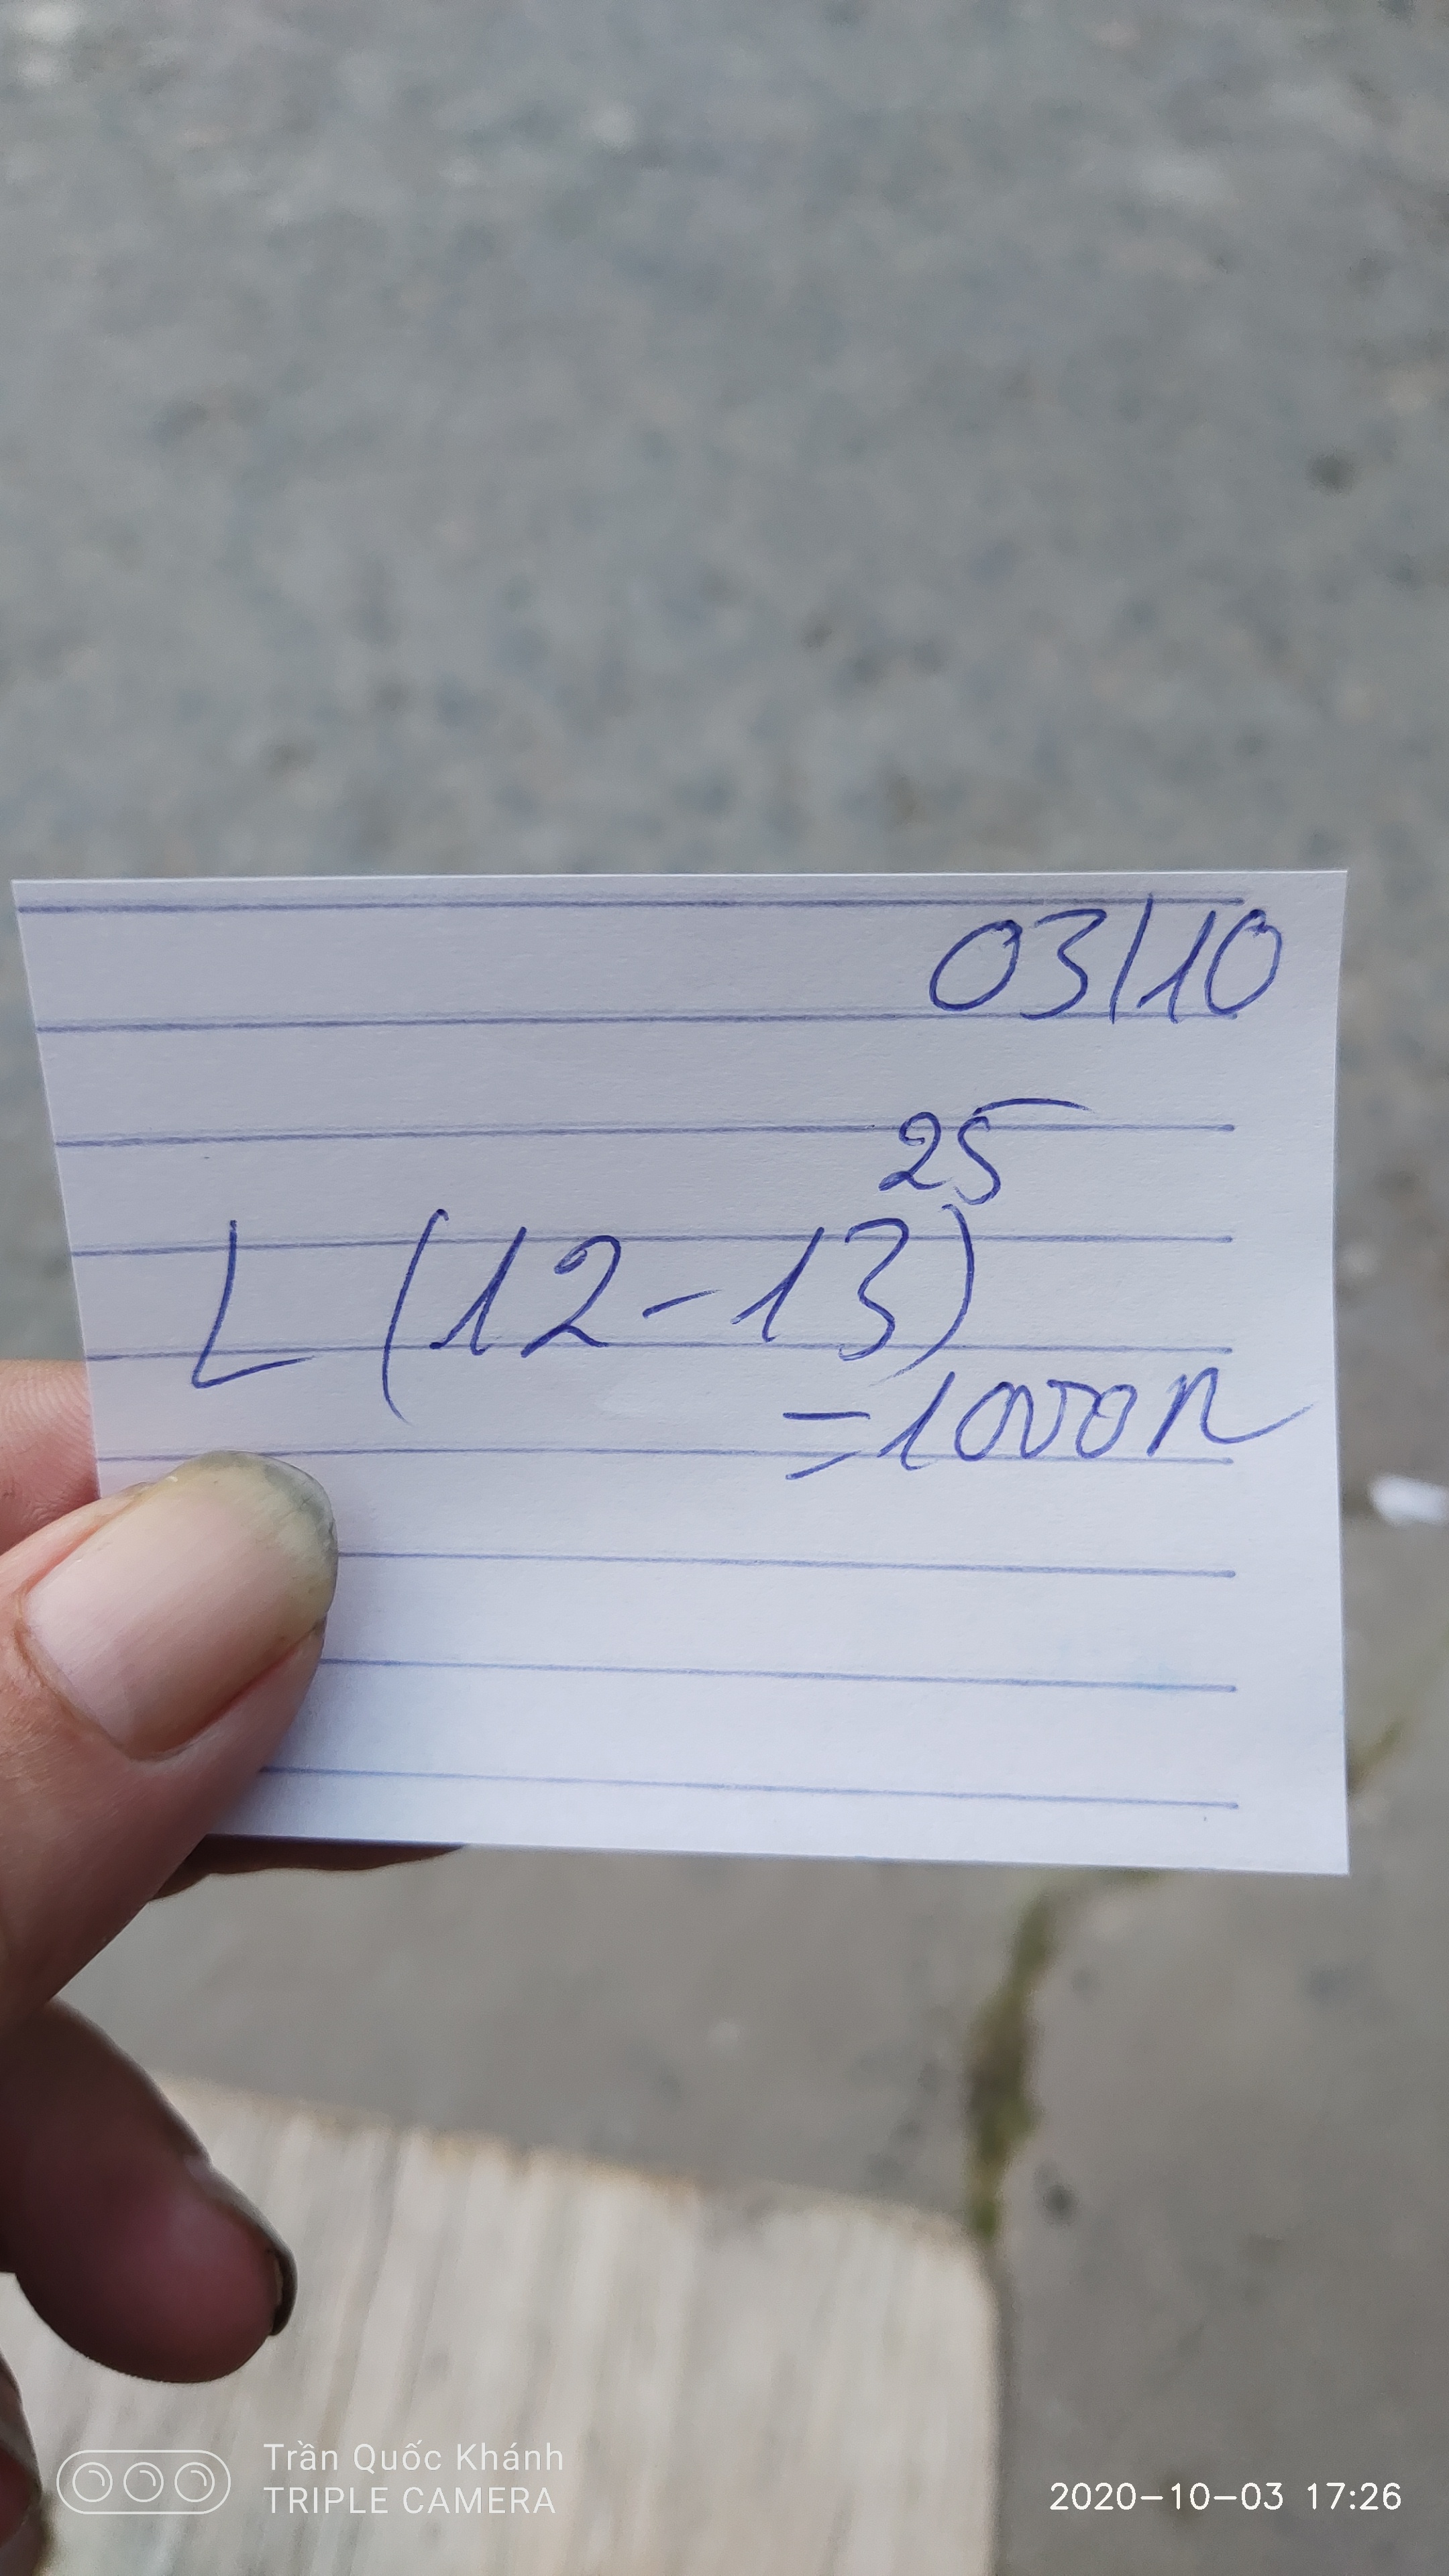 03/10
25
L (12-13)
=1000n
Trần Quốc Khánh
TRIPLE CAMERA
2020-10-03 17:26